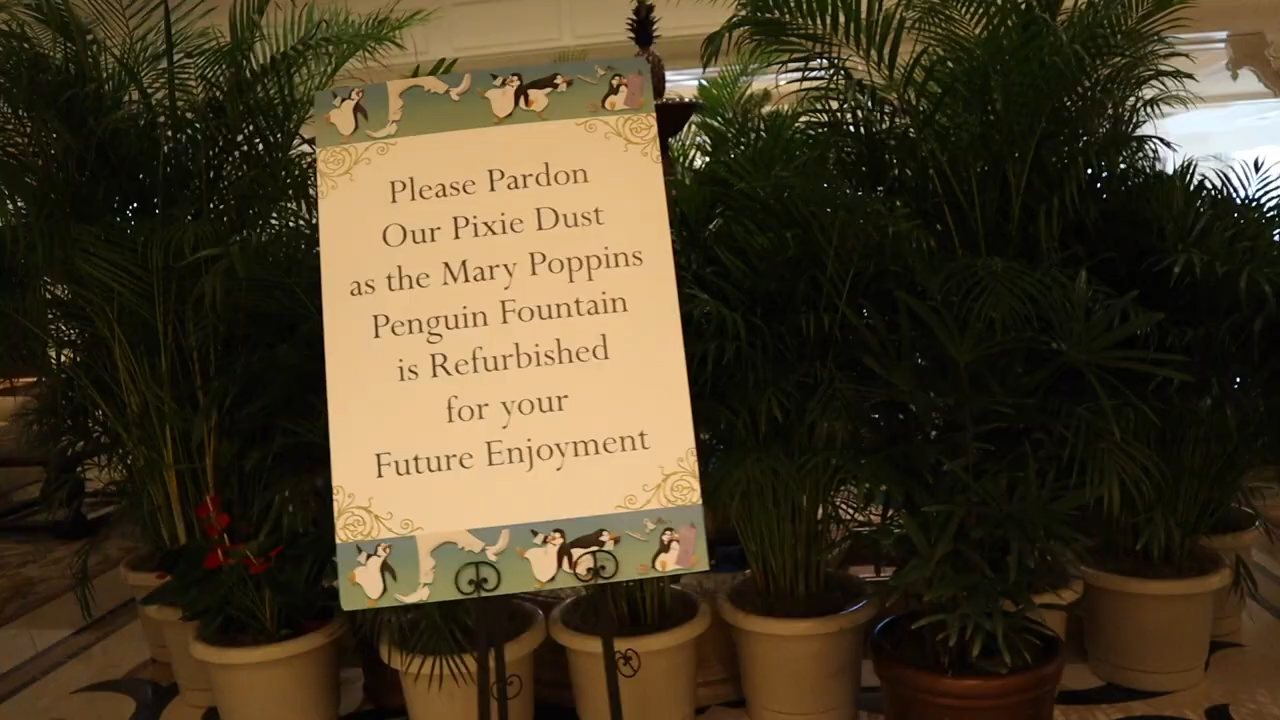 Please Pardon
Our Pixie Dust
as the Mary Poppins
Penguin Fountain
is Refurbished
for your
Future Enjoyment